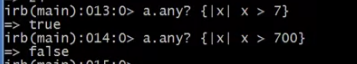 irb(main):013:0> a.any? {|x| x > 7}
=> true
irb(main):014:0> a.any? {|x| x > 700}
=> false